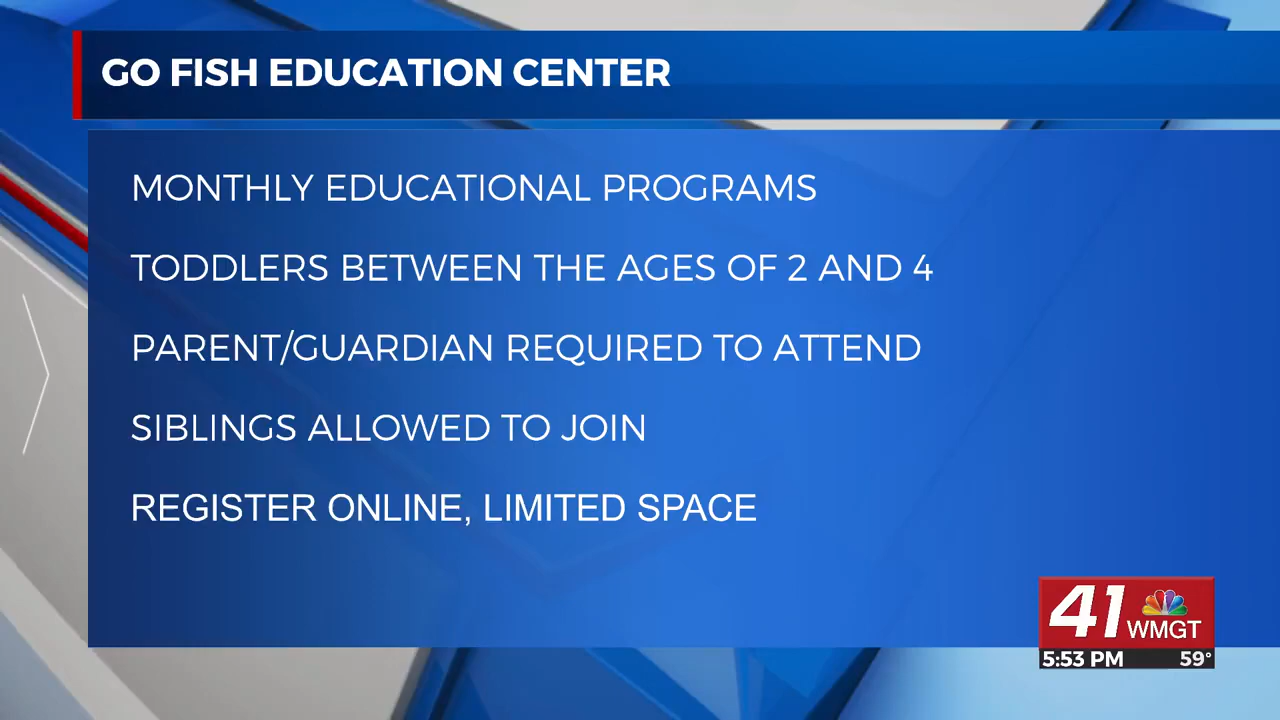 GO FISH EDUCATION CENTER
MONTHLY EDUCATIONAL PROGRAMS
TODDLERS BETWEEN THE AGES OF 2 AND 4
PARENT/GUARDIAN REQUIRED TO ATTEND
SIBLINGS ALLOWED TO JOIN
REGISTER ONLINE, LIMITED SPACE
41 WMGT
5:53 PM 59°